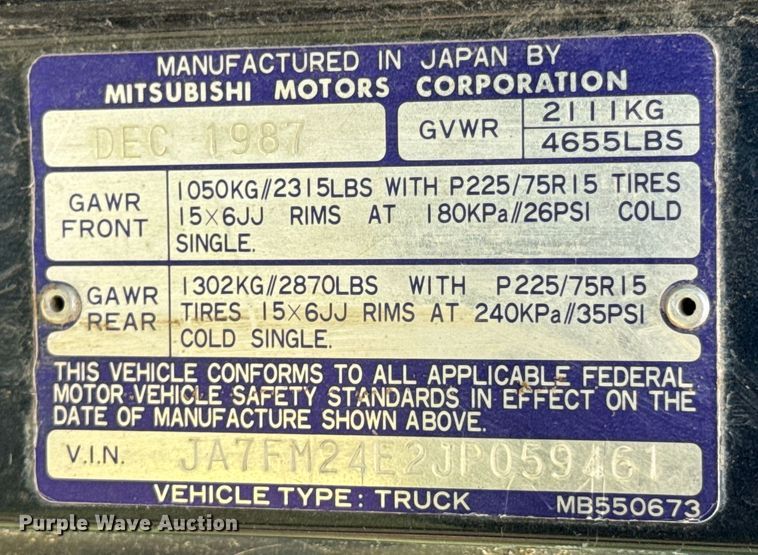 MANUFACTURED IN JAPAN BY
MITSUBISHI MOTORS CORPORATION
DEC 1987
GVWR
2111KG
4655LBS
GAWR
FRONT
1050KG//2315LBS WITH P225/75R15 TIRES
15×6JJ RIMS AT 180KPa//26PSI COLD
SINGLE.
GAWR
REAR
1302KG//2870LBS WITH P225/75R15
TIRES 15×6JJ RIMS AT 240KPa//35PSI
COLD SINGLE.
THIS VEHICLE CONFORMS TO ALL APPLICABLE FEDERAL
MOTOR VEHICLE SAFETY STANDARDS IN EFFECT ON THE
DATE OF MANUFACTURE SHOWN ABOVE.
V.I.N. JA7FM24E2JP059461
VEHICLE TYPE: TRUCK MB550673
Purple Wave Auction